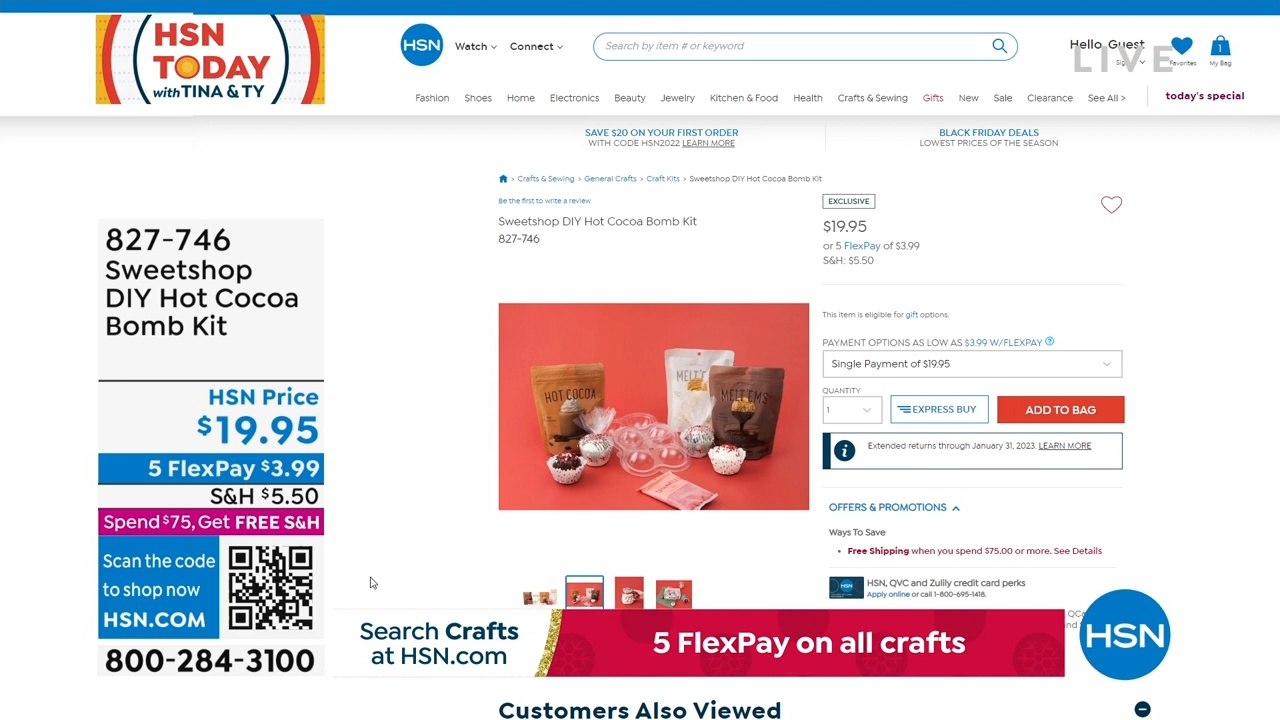 HSN
TODAY
with TINA & TY
HSN
Watch
Connect
Search by item # or keyword
Hello, Guest
LIVE
Favorites
1
My Bag
Fashion
Shoes
Home
Electronics
Beauty
Jewelry
Kitchen & Food
Health
Crafts & Sewing
Gifts
New
Sale
Clearance
See All >
today's special
SAVE $20 ON YOUR FIRST ORDER
WITH CODE HSN2022 LEARN MORE
BLACK FRIDAY DEALS
LOWEST PRICES OF THE SEASON
> Crafts & Sewing > General Crafts > Craft Kits > Sweetshop DIY Hot Cocoa Bomb Kit
Be the first to write a review
Sweetshop DIY Hot Cocoa Bomb Kit
827-746
EXCLUSIVE
$19.95
or 5 FlexPay of $3.99
S&H: $5.50
This item is eligible for gift options.
PAYMENT OPTIONS AS LOW AS $3.99 W/FLEXPAY ?
Single Payment of $19.95
QUANTITY
1
EXPRESS BUY
ADD TO BAG
i
Extended returns through January 31, 2023. LEARN MORE
OFFERS & PROMOTIONS
Ways To Save
• Free Shipping when you spend $75.00 or more. See Details
HSN
HSN, QVC and Zulily credit card perks
Apply online or call 1-800-695-1418.
HOT COCOA
MELT'EMS
827-746
Sweetshop
DIY Hot Cocoa
Bomb Kit
HSN Price
$19.95
5 FlexPay $3.99
S&H $5.50
Spend $75, Get FREE S&H
Scan the code
to shop now
HSN.COM
800-284-3100
Search Crafts
at HSN.com
5 FlexPay on all crafts
HSN
Customers Also Viewed